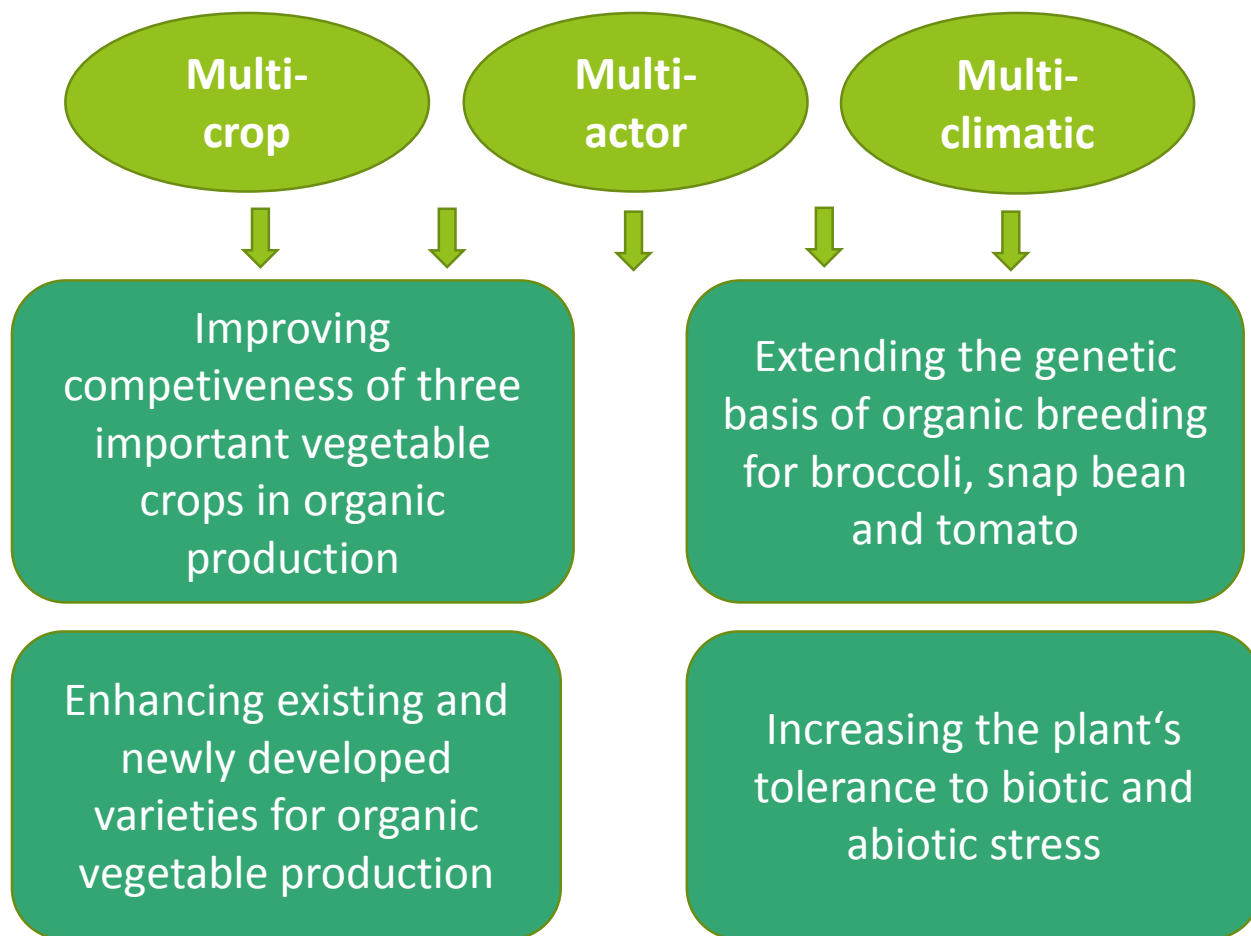 Multi-
crop
Multi-
actor
Multi-
climatic
Improving
competiveness of three
important vegetable
crops in organic
production
Extending the genetic
basis of organic breeding
for broccoli, snap bean
and tomato
Enhancing existing and
newly developed
varieties for organic
vegetable production
Increasing the plant‘s
tolerance to biotic and
abiotic stress